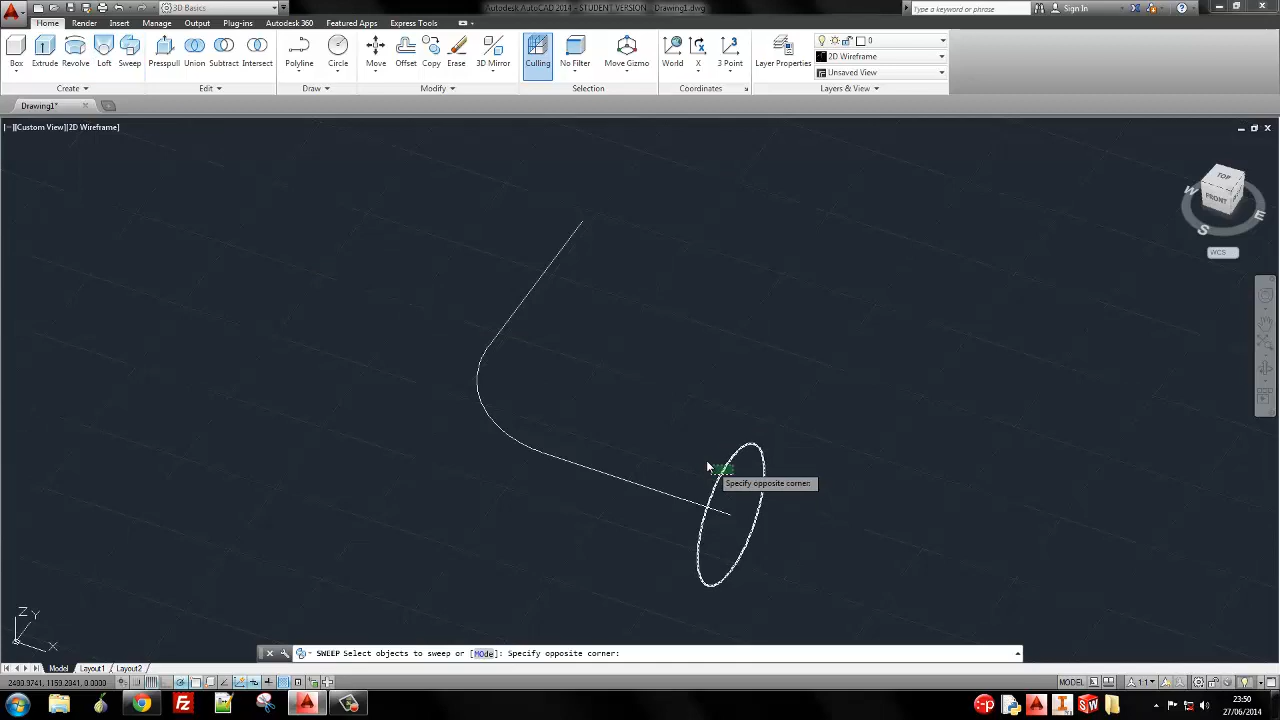 3D Basics
Autodesk AutoCAD 2014 - STUDENT VERSION Drawing1.dwg
Type a keyword or phrase
Sign In
Home Render Insert Manage Output Plug-ins Autodesk 360 Featured Apps Express Tools
Box Extrude Revolve Loft Sweep Presspull Union Subtract Intersect Polyline Circle Move Offset Copy Erase 3D Mirror Culling No Filter Move Gizmo World X 3 Point Layer Properties
0
2D Wireframe
Unsaved View
Create Edit Draw Modify Selection Coordinates Layers & View
Drawing1*
[–][Custom View][2D Wireframe]
TOP
FRONT
W
S
E
WCS
Specify opposite corner:
Z
Y
X
SWEEP Select objects to sweep or [MOde]: Specify opposite corner:
Model Layout1 Layout2
MODEL
1:1
23:50
27/06/2014